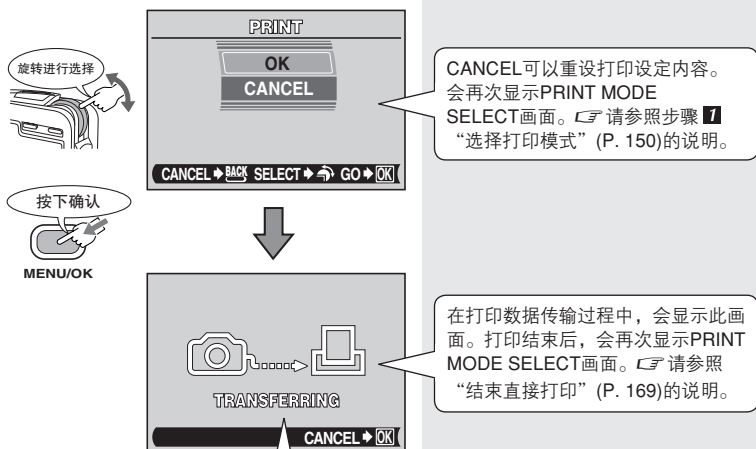 PRINT
OK
CANCEL
CANCEL BACK SELECT GO OK
旋转进行选择
按下确认
MENU/OK
CANCEL可以重设打印设定内容。
会再次显示PRINT MODE
SELECT画面。 请参照步骤 1
“选择打印模式”(P. 150)的说明。
TRANSFERRING
CANCEL OK
在打印数据传输过程中，会显示此画
面。打印结束后，会再次显示PRINT
MODE SELECT画面。 请参照
“结束直接打印”(P. 169)的说明。